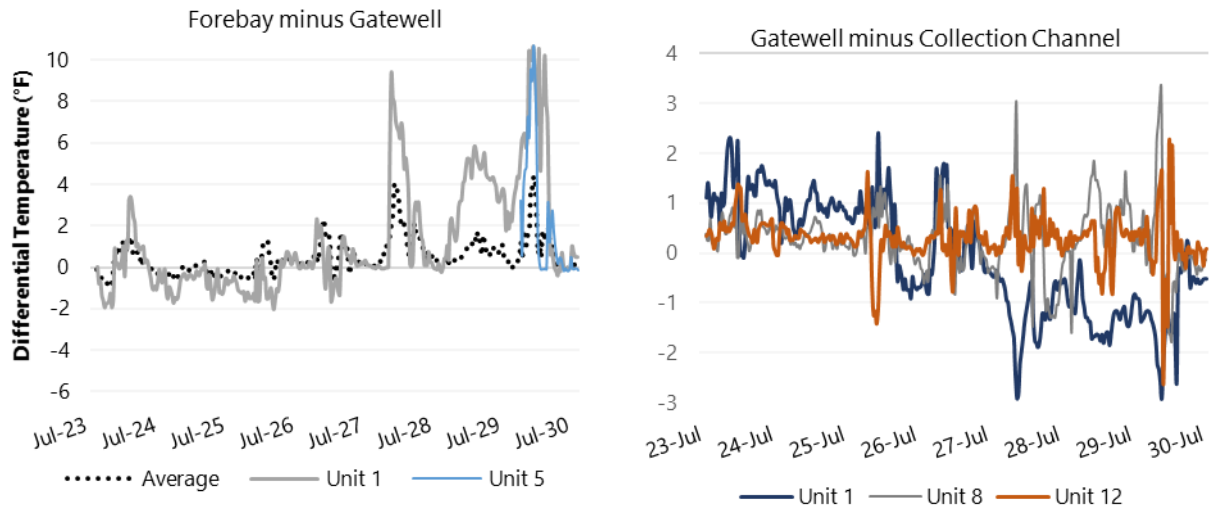 Forebay minus Gatewell
Differential Temperature (°F)
10
8
6
4
2
0
-2
-4
-6
Jul-23 Jul-24 Jul-25 Jul-26 Jul-27 Jul-28 Jul-29 Jul-30
Average Unit 1 Unit 5
Gatewell minus Collection Channel
4
3
2
1
0
-1
-2
-3
23-Jul 24-Jul 25-Jul 26-Jul 27-Jul 28-Jul 29-Jul 30-Jul
Unit 1 Unit 8 Unit 12